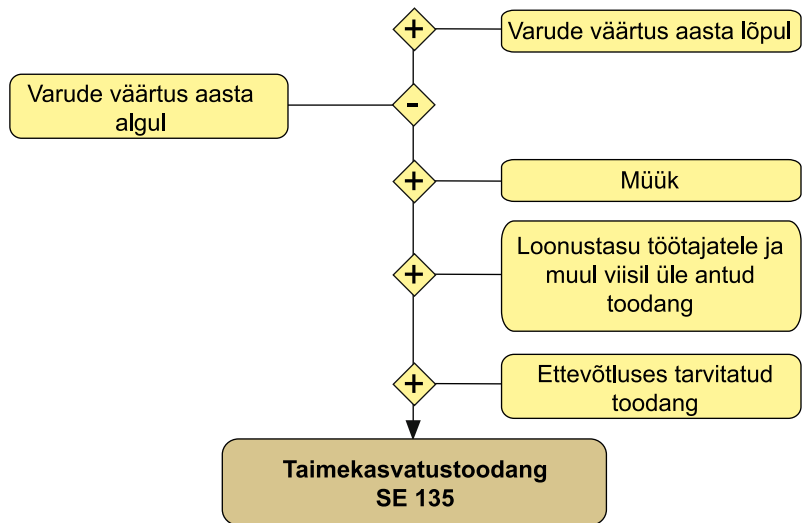 +
Varude väärtus aasta lõpul
Varude väärtus aasta
algul
-
+
Müük
+
Loonustasu töötajatele ja
muul viisil üle antud
toodang
+
Ettevõtluses tarvitatud
toodang
Taimekasvatustoodang
SE 135